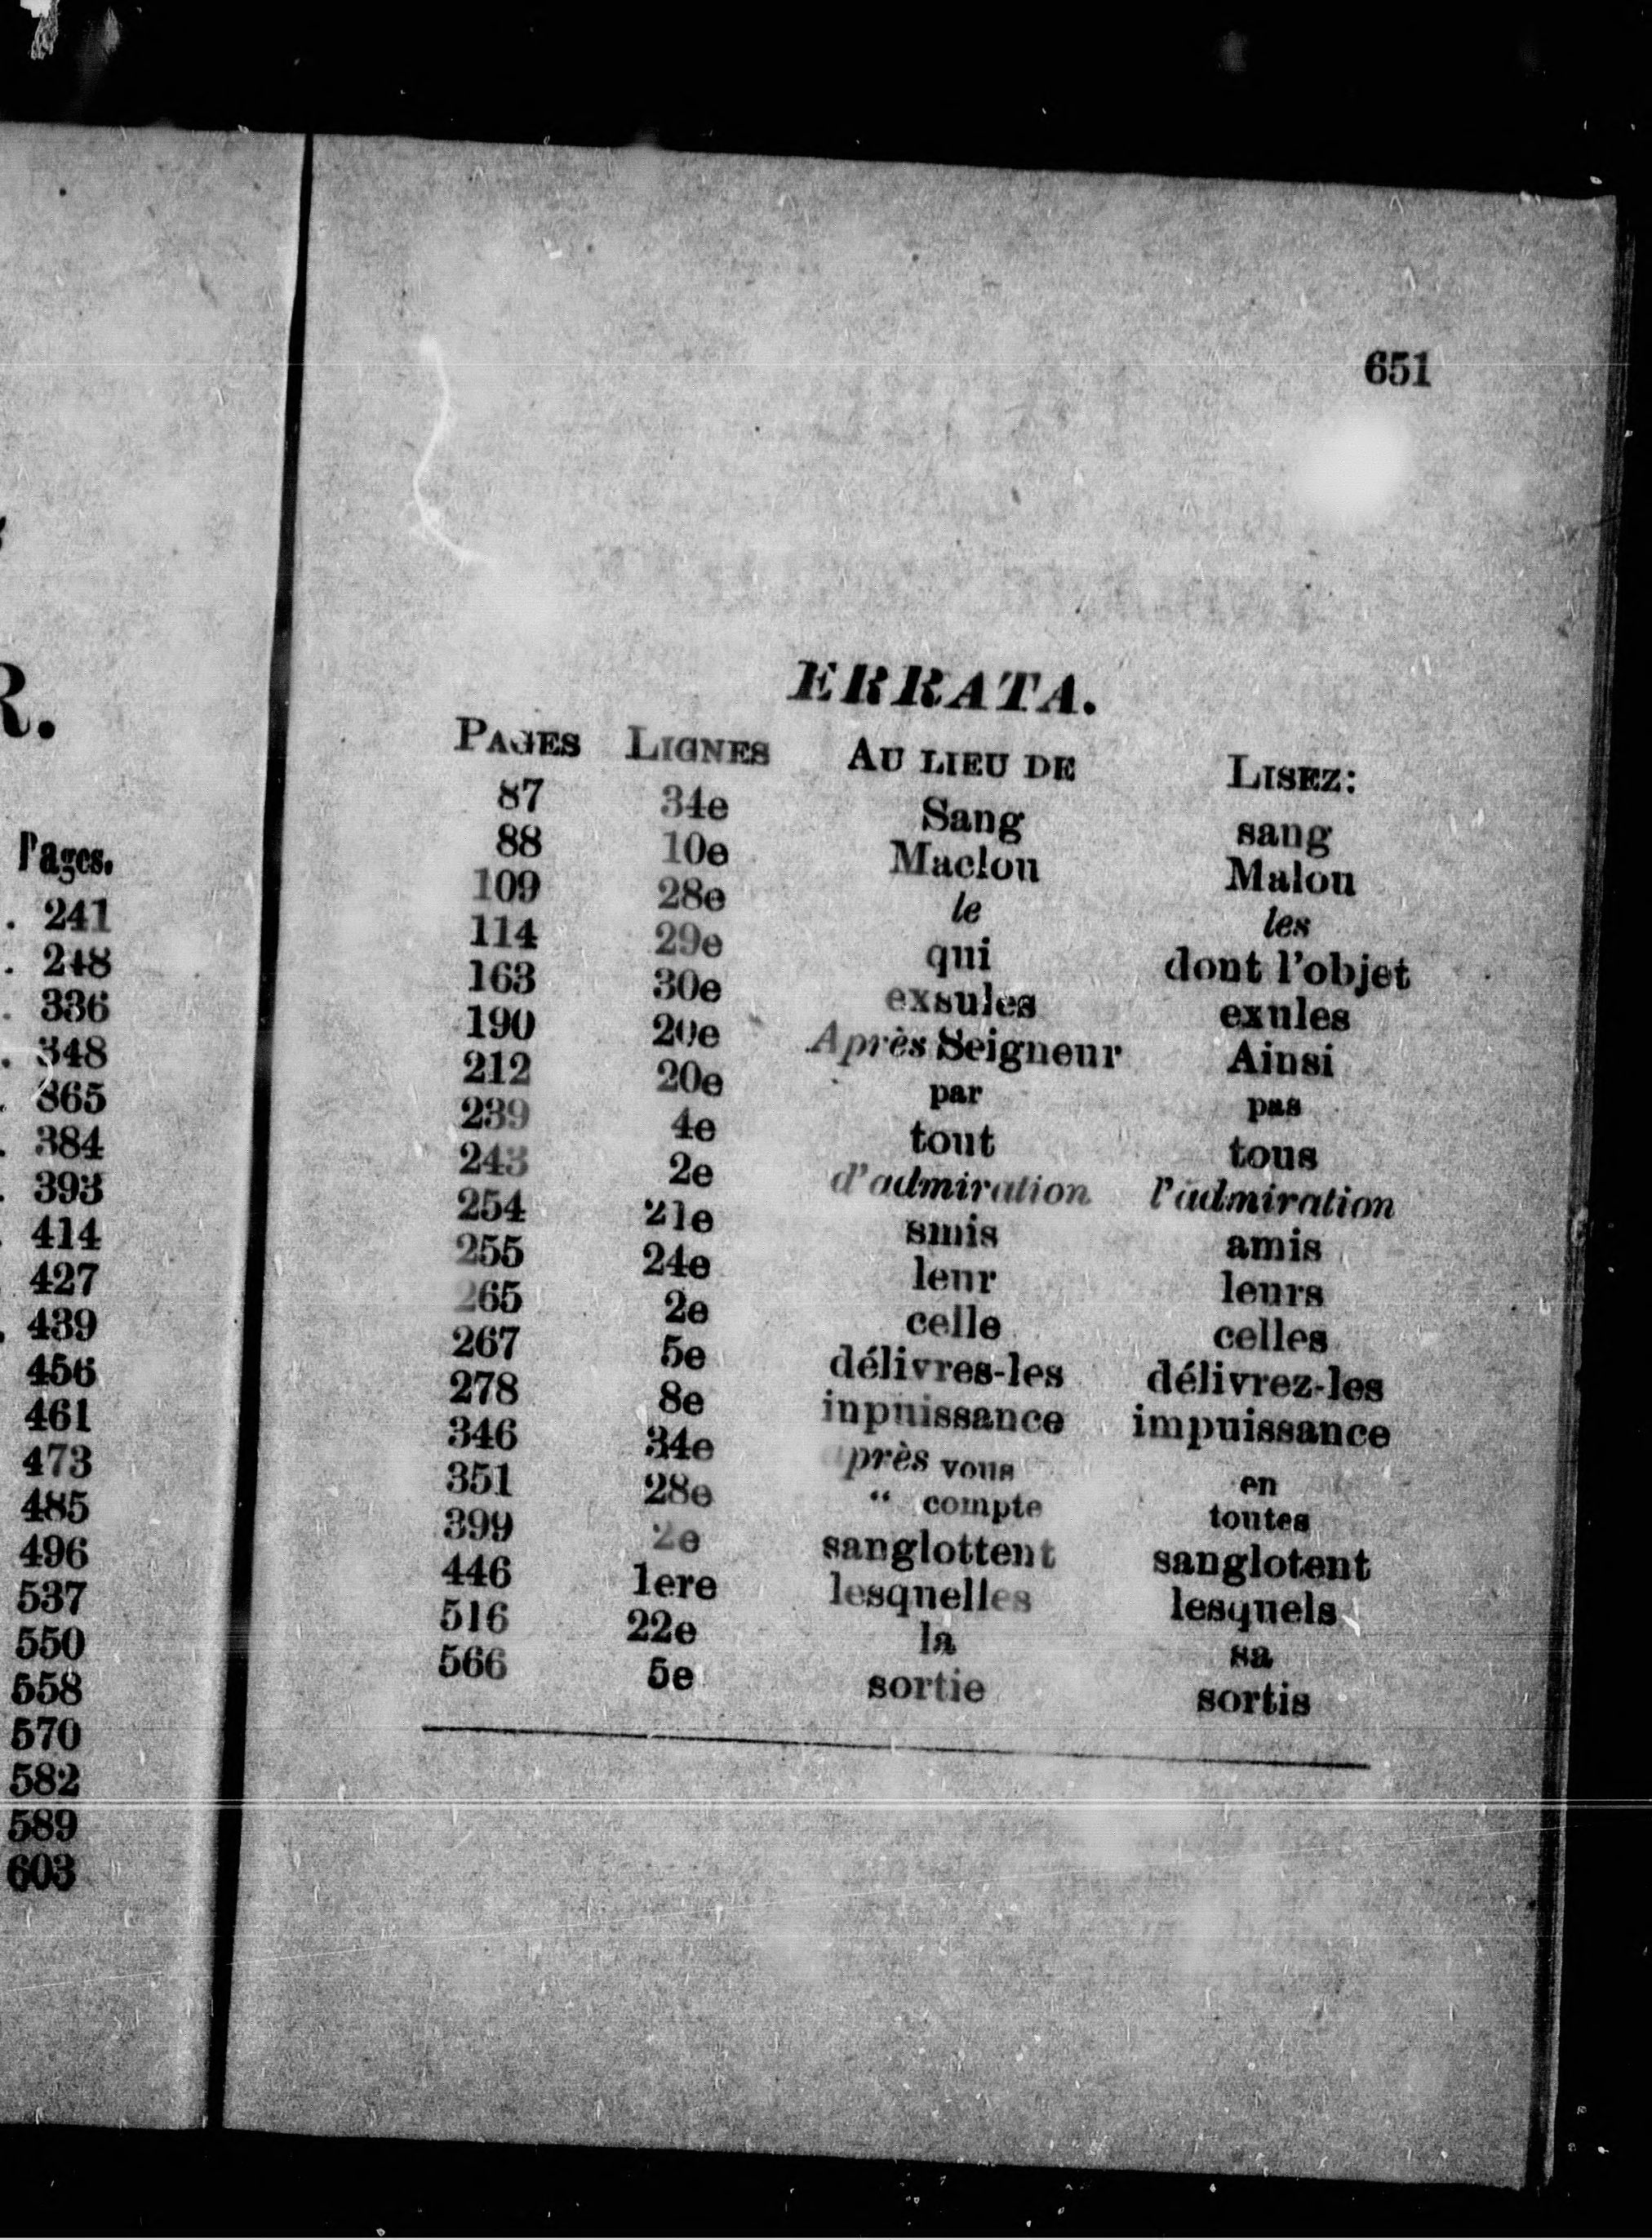 R.
Pages.
. 241
. 248
. 336
. 348
. 365
. 384
. 393
. 414
427
. 439
456
461
473
485
496
537
550
558
570
582
589
603
651
ERRATA.
PAGES LIGNES AU LIEU DE LISEZ:
87 34e Sang sang
88 10e Maclou Malou
109 28e le les
114 29e qui dont l'objet
163 30e exsules exules
190 20e Après Seigneur Ainsi
212 20e par pas
239 4e tout tous
243 2e d'admiration l'admiration
254 21e smis amis
255 24e leur leurs
265 2e celle celles
267 5e délivres-les délivrez-les
278 8e inpuissance impuissance
346 34e après vous en
351 28e " compte toutes
399 2e sanglottent sanglotent
446 1ere lesquelles lesquels
516 22e la sa
566 5e sortie sortis